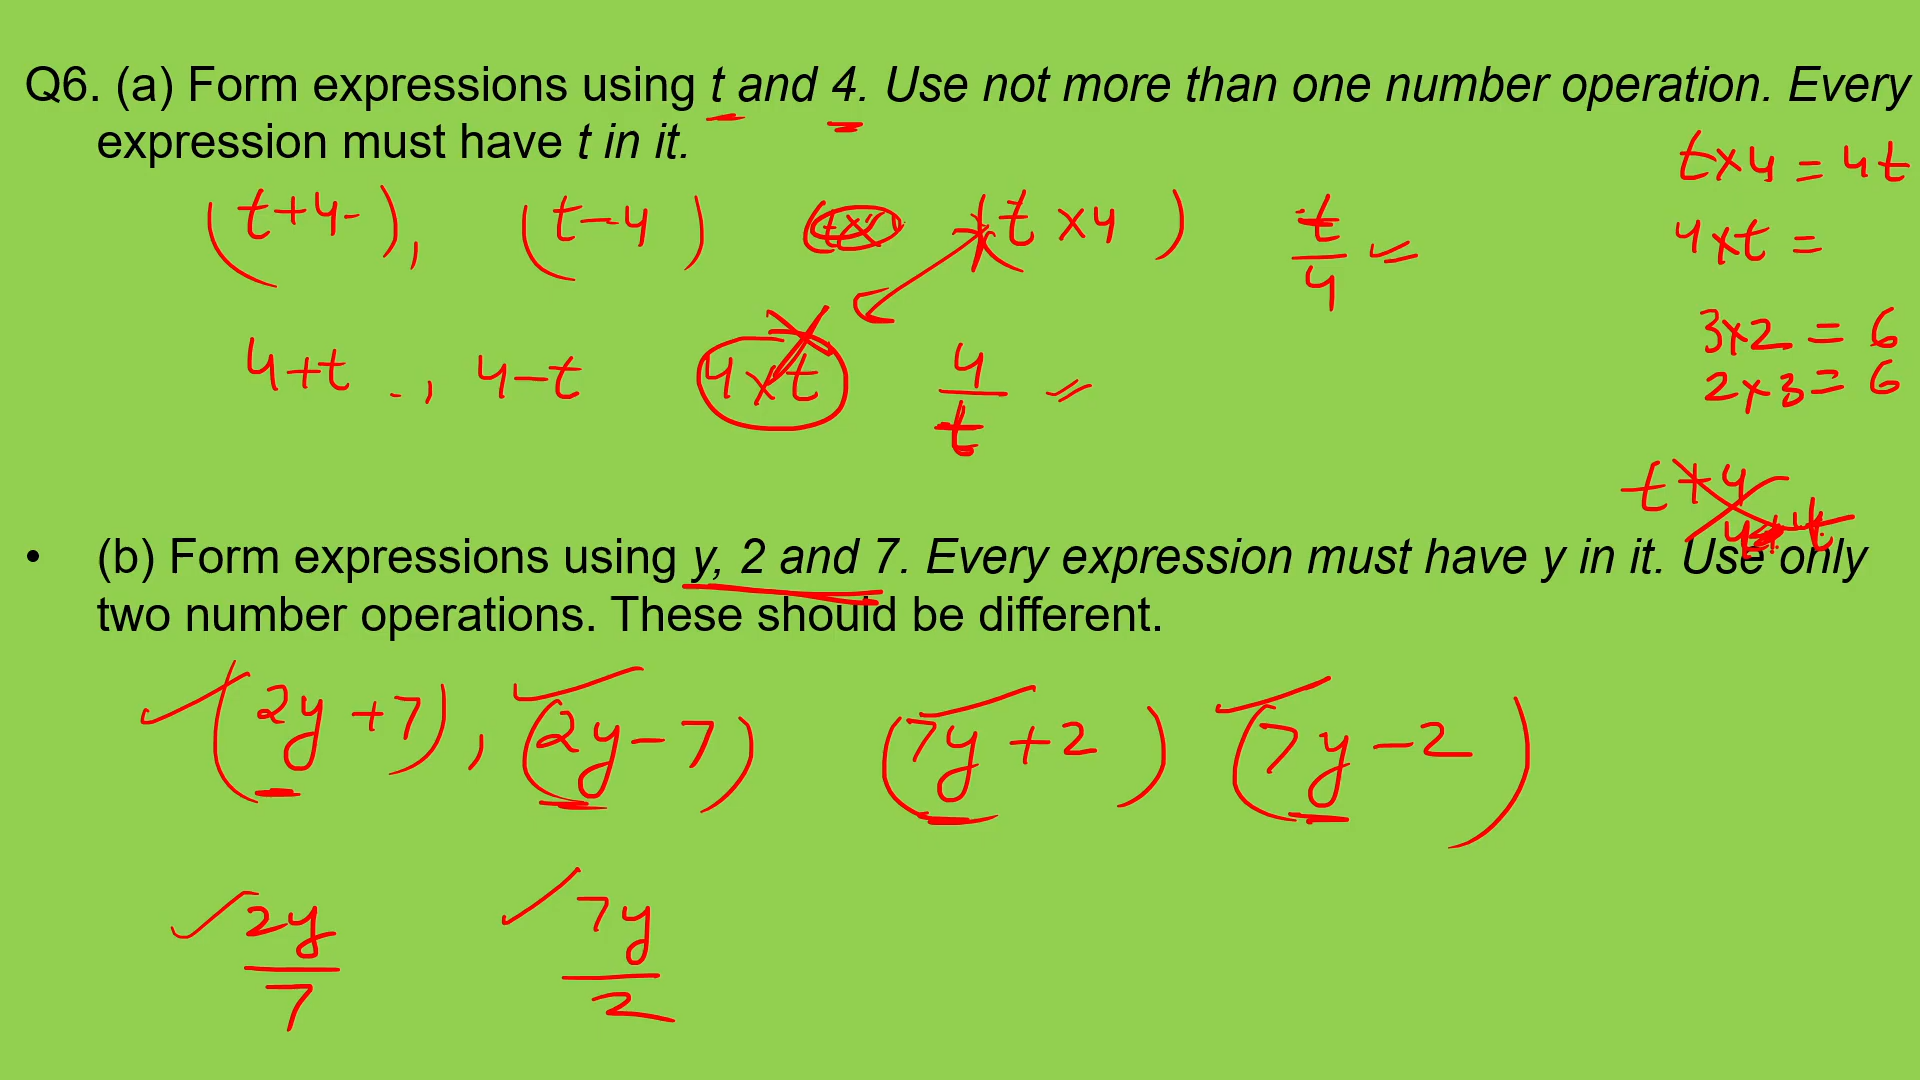 Q6. (a) Form expressions using t and 4. Use not more than one number operation. Every
expression must have t in it.
t×4 = 4t
(t+4), (t-4) (t×4) t/4
4×t =
4+t, 4-t 4×t 4/t
3×2 = 6
2×3 = 6
t+4
• (b) Form expressions using y, 2 and 7. Every expression must have y in it. Use only
two number operations. These should be different.
(2y+7), (2y-7) (7y+2) (7y-2)
2y/7 7y/2